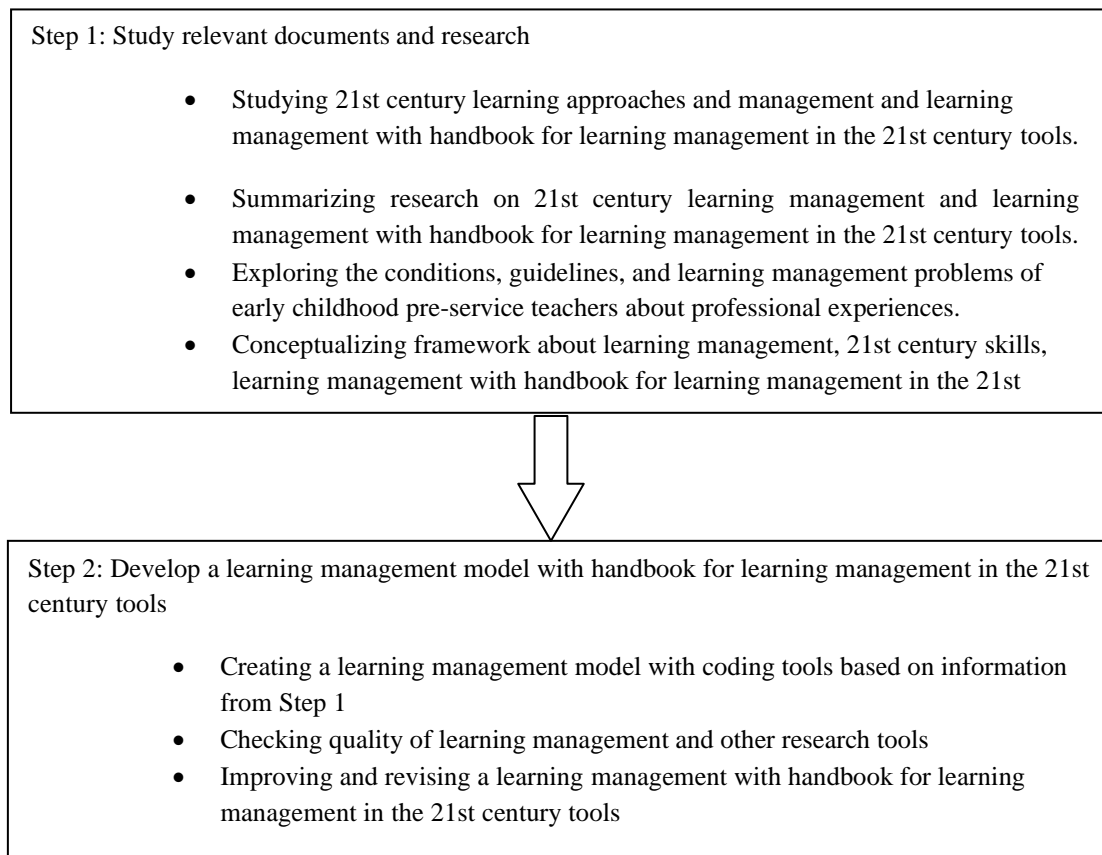 Step 1: Study relevant documents and research
• Studying 21st century learning approaches and management and learning
management with handbook for learning management in the 21st century tools.
• Summarizing research on 21st century learning management and learning
management with handbook for learning management in the 21st century tools.
• Exploring the conditions, guidelines, and learning management problems of
early childhood pre-service teachers about professional experiences.
• Conceptualizing framework about learning management, 21st century skills,
learning management with handbook for learning management in the 21st
Step 2: Develop a learning management model with handbook for learning management in the 21st
century tools
• Creating a learning management model with coding tools based on information
from Step 1
• Checking quality of learning management and other research tools
• Improving and revising a learning management with handbook for learning
management in the 21st century tools